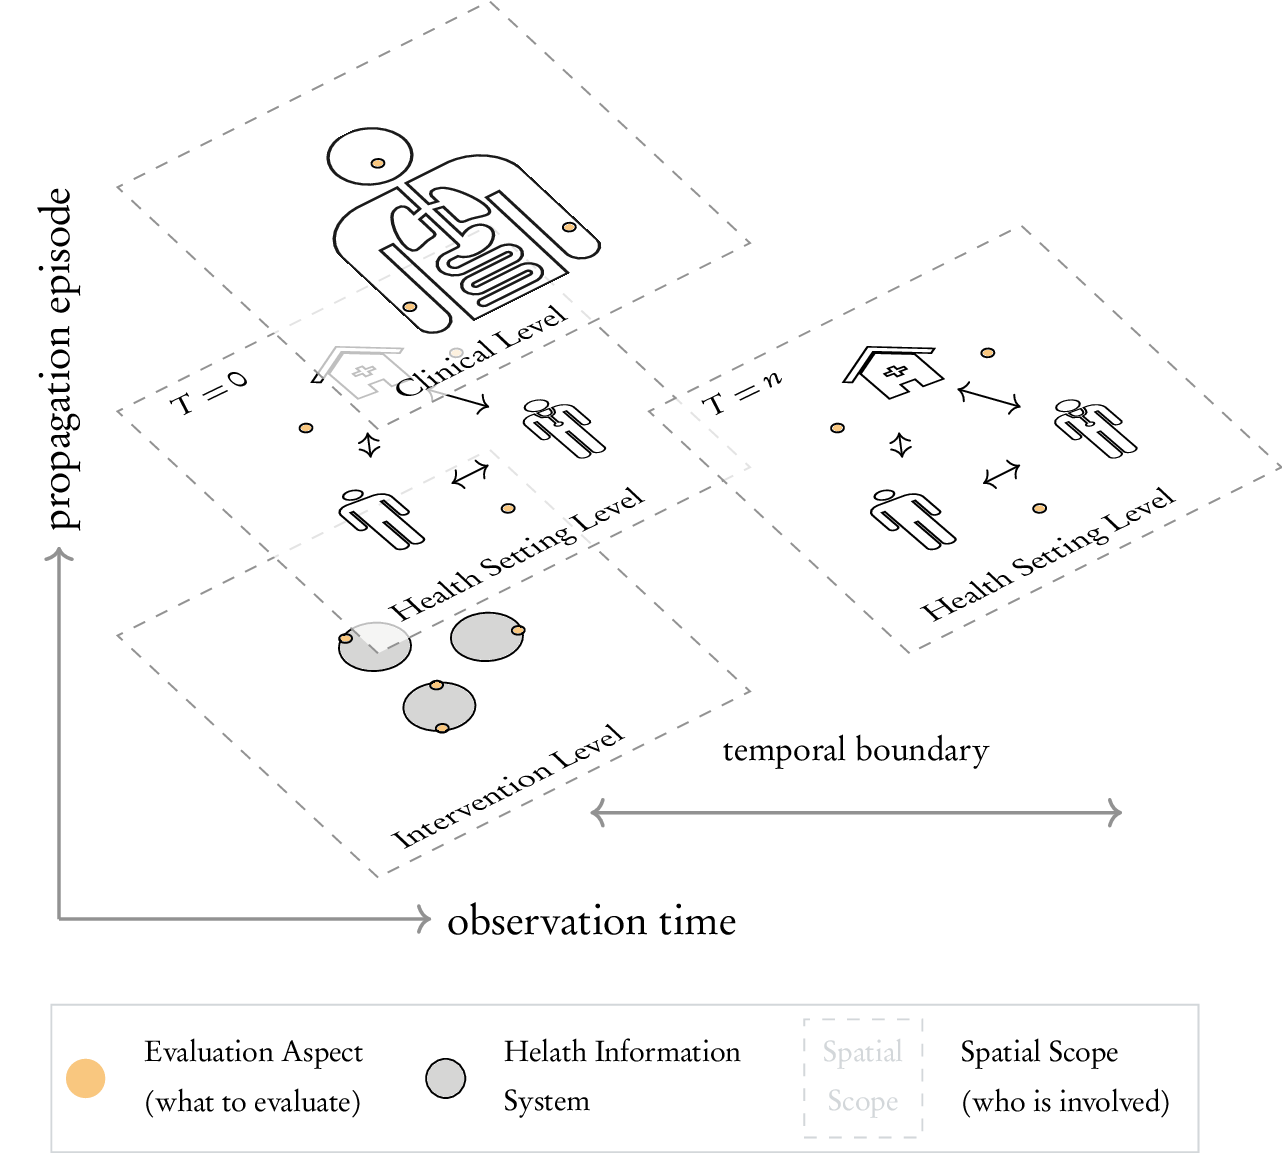 propagation episode
Clinical Level
T = 0
T = n
Health Setting Level
Health Setting Level
Intervention Level
temporal boundary
observation time
Evaluation Aspect
(what to evaluate)
Helath Information
System
Spatial
Scope
Spatial Scope
(who is involved)